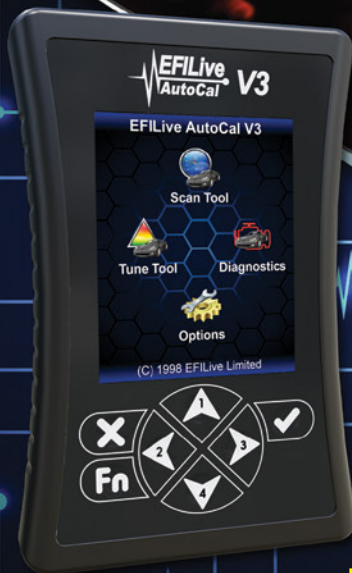 EFILive
AutoCal V3
EFILive AutoCal V3
Scan Tool
Tune Tool
Diagnostics
Options
(C) 1998 EFILive Limited
1
2
3
4
Fn